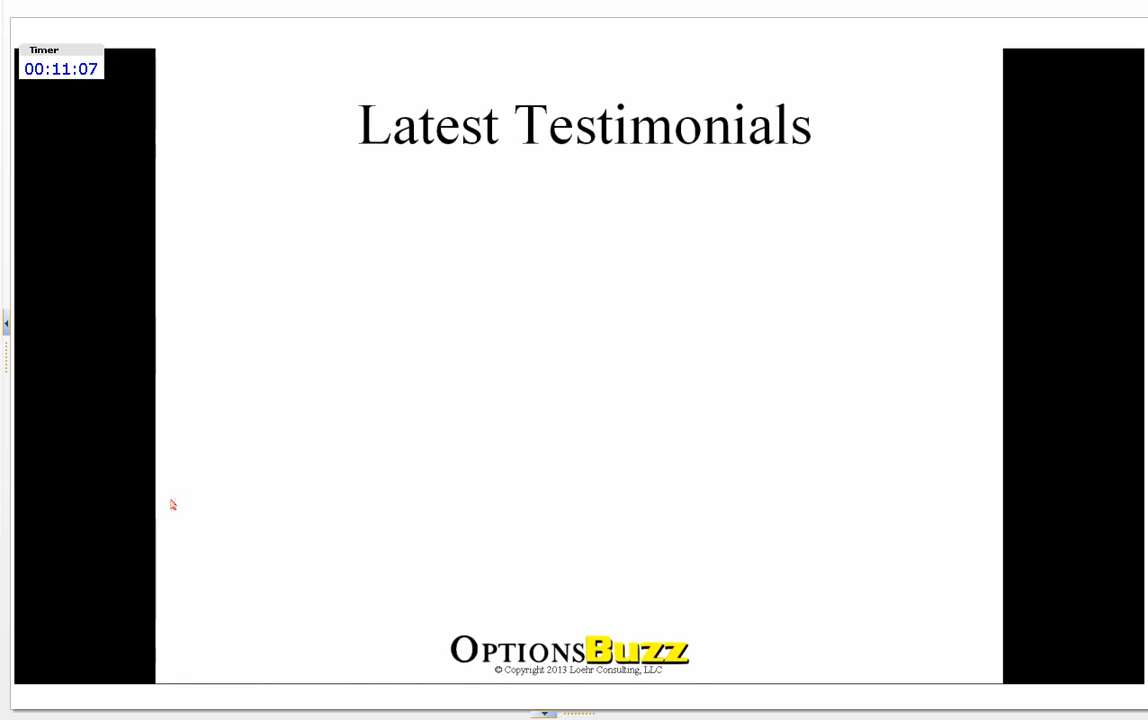 Timer
00:11:07
Latest Testimonials
OPTIONSBuzz
© Copyright 2013 Loehr Consulting, LLC